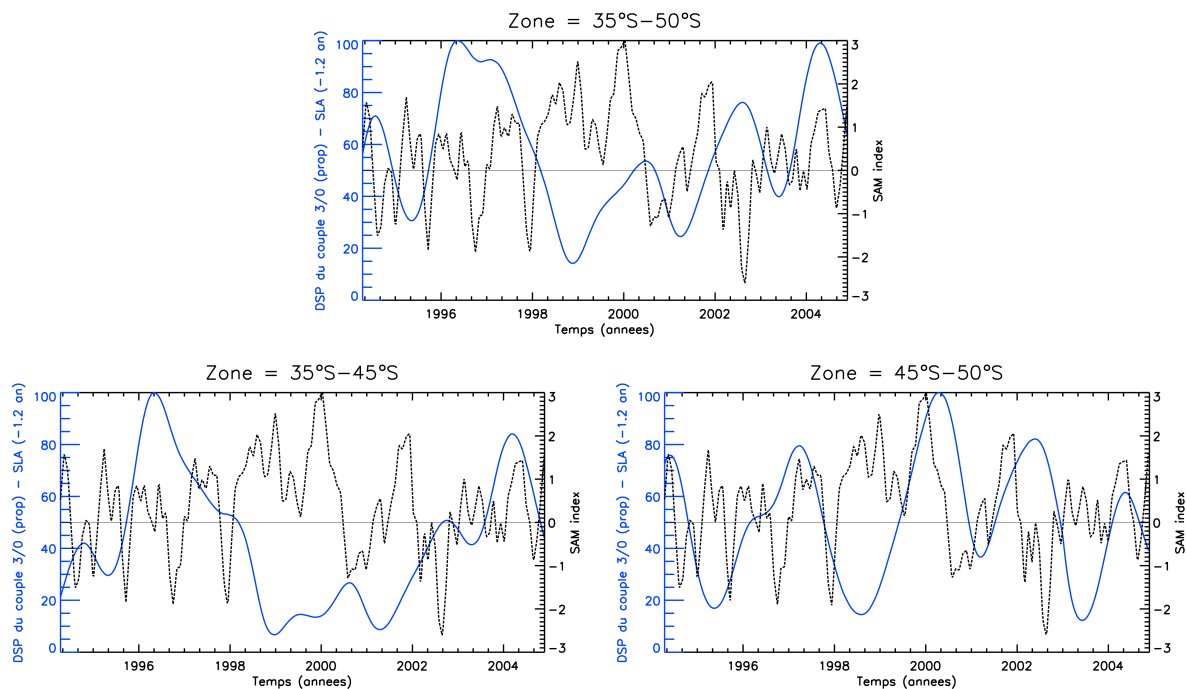 Zone = 35°S−50°S
DSP du couple 3/0 (prop) − SLA (−1.2 an)
100
80
60
40
20
0
3
2
1
0
−1
−2
−3
SAM index
1996 1998 2000 2002 2004
Temps (annees)
Zone = 35°S−45°S
DSP du couple 3/0 (prop) − SLA (−1.2 an)
100
80
60
40
20
0
3
2
1
0
−1
−2
−3
SAM index
1996 1998 2000 2002 2004
Temps (annees)
Zone = 45°S−50°S
DSP du couple 3/0 (prop) − SLA (−1.2 an)
100
80
60
40
20
0
3
2
1
0
−1
−2
−3
SAM index
1996 1998 2000 2002 2004
Temps (annees)